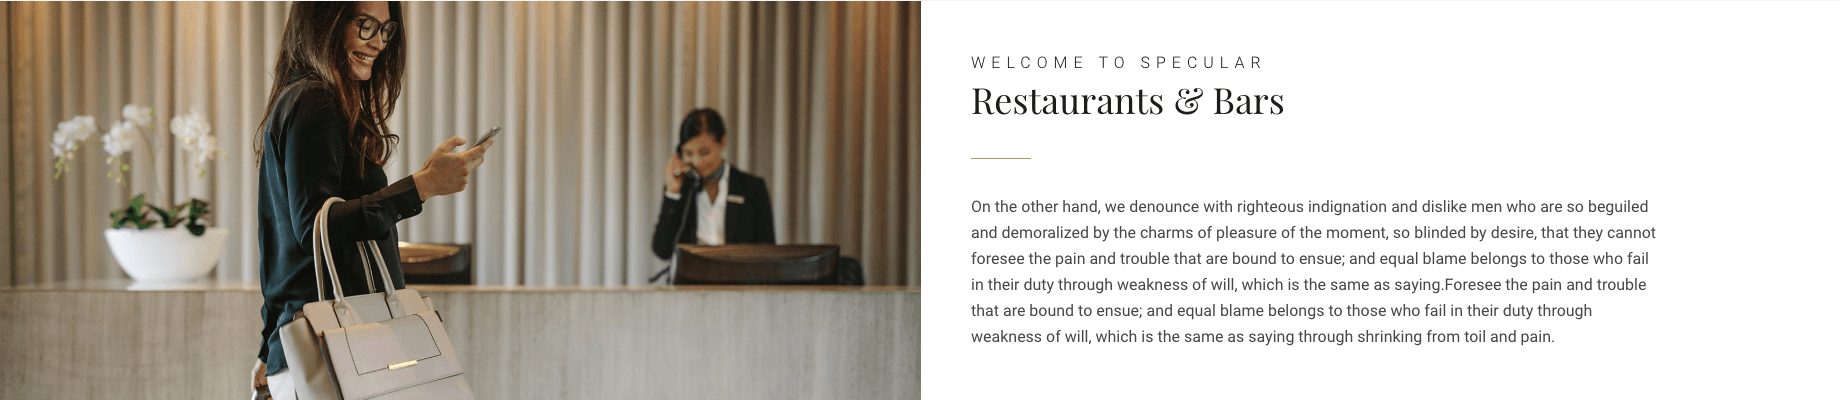 WELCOME TO SPECULAR
Restaurants & Bars
On the other hand, we denounce with righteous indignation and dislike men who are so beguiled
and demoralized by the charms of pleasure of the moment, so blinded by desire, that they cannot
foresee the pain and trouble that are bound to ensue; and equal blame belongs to those who fail
in their duty through weakness of will, which is the same as saying.Foresee the pain and trouble
that are bound to ensue; and equal blame belongs to those who fail in their duty through
weakness of will, which is the same as saying through shrinking from toil and pain.